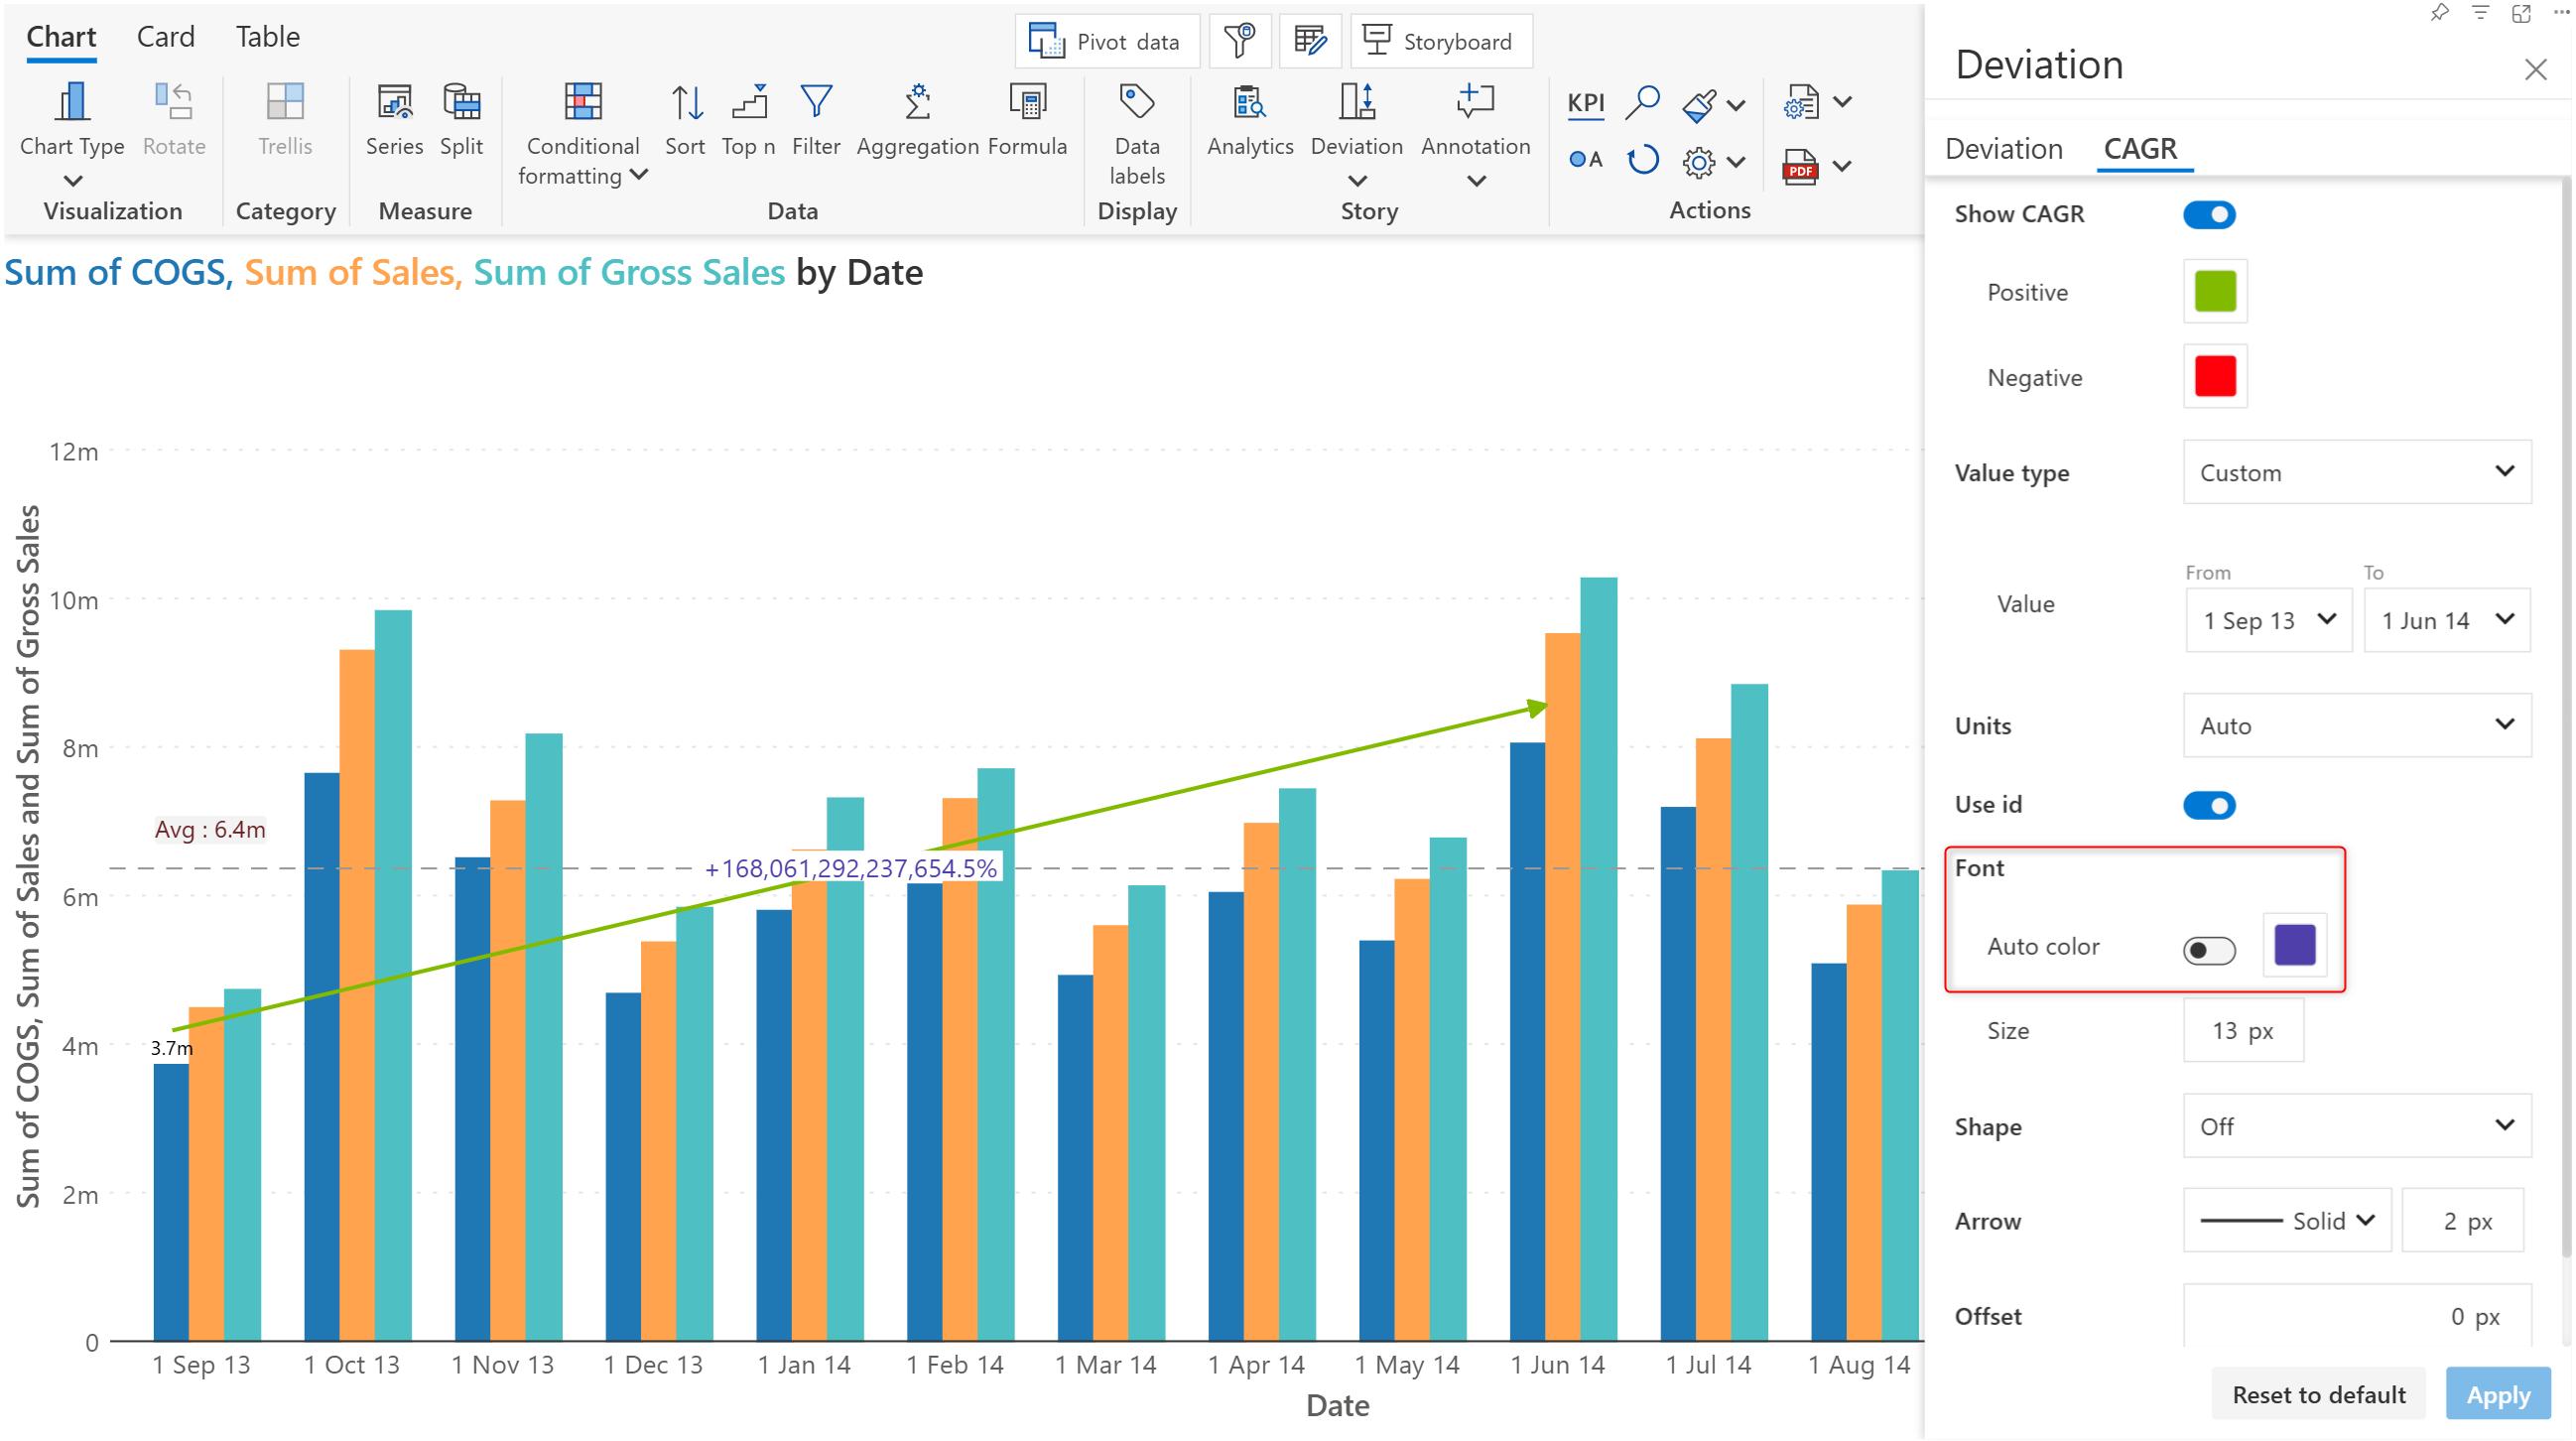 Chart Card Table
Pivot data
Storyboard
Chart Type
Rotate
Trellis
Series
Split
Conditional
formatting
Sort
Top n
Filter
Aggregation
Formula
Data
labels
Analytics
Deviation
Annotation
KPI
A
PDF
Visualization
Category
Measure
Data
Display
Story
Actions
Sum of COGS, Sum of Sales, Sum of Gross Sales by Date
Sum of COGS, Sum of Sales and Sum of Gross Sales
12m
10m
8m
6m
4m
2m
0
Avg : 6.4m
+168,061,292,237,654.5%
3.7m
1 Sep 13
1 Oct 13
1 Nov 13
1 Dec 13
1 Jan 14
1 Feb 14
1 Mar 14
1 Apr 14
1 May 14
1 Jun 14
1 Jul 14
1 Aug 14
Date
Deviation
Deviation CAGR
Show CAGR
Positive
Negative
Value type Custom
From To
Value 1 Sep 13 1 Jun 14
Units Auto
Use id
Font
Auto color
Size 13 px
Shape Off
Arrow Solid 2 px
Offset 0 px
Reset to default Apply